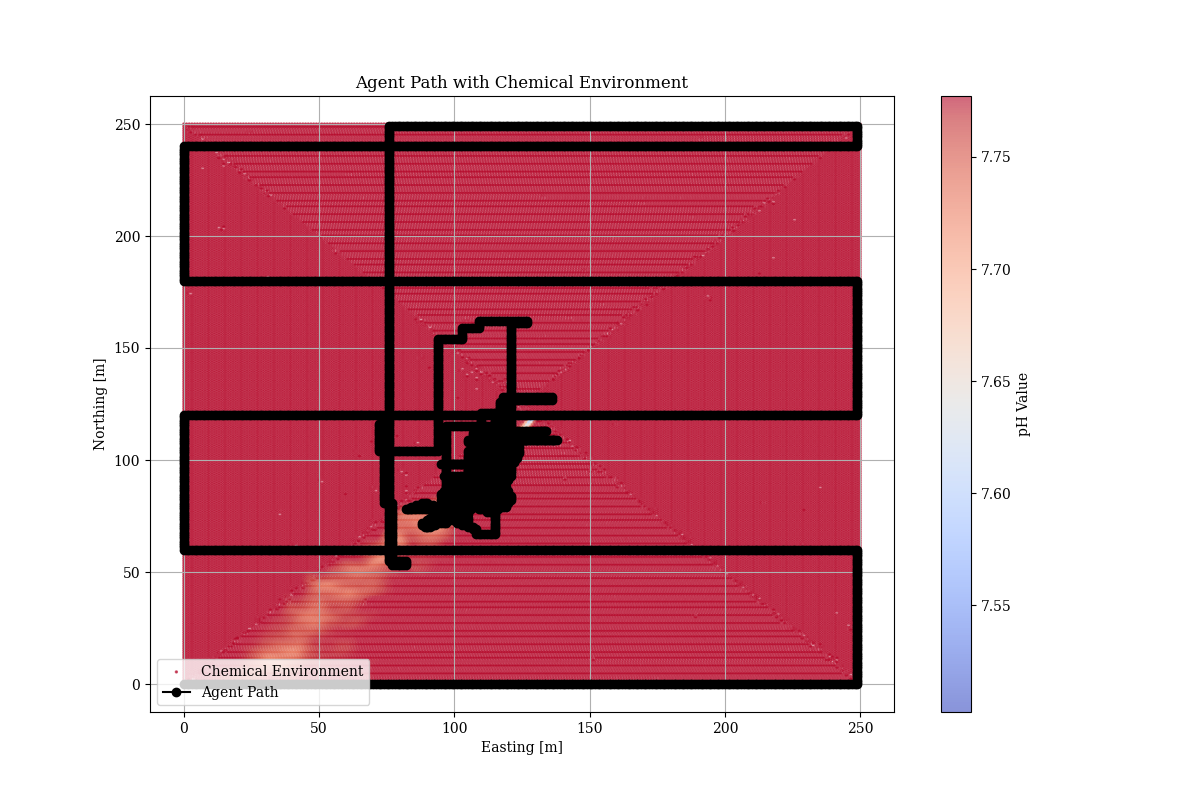 Agent Path with Chemical Environment
250
200
150
100
50
0
Northing [m]
0
50
100
150
200
250
Easting [m]
Chemical Environment
Agent Path
7.75
7.70
7.65
7.60
7.55
pH Value